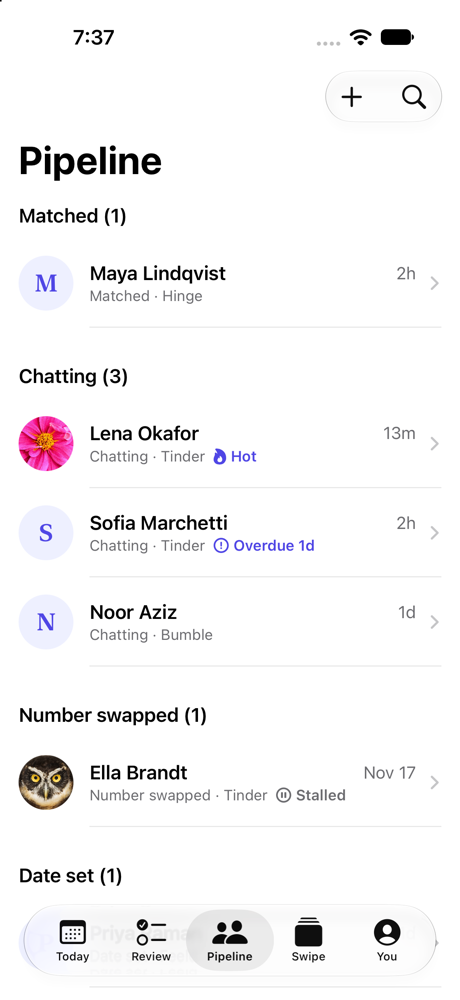 7:37
Pipeline
Matched (1)
M
Maya Lindqvist
2h
Matched · Hinge
Chatting (3)
Lena Okafor
13m
Chatting · Tinder Hot
S
Sofia Marchetti
2h
Chatting · Tinder Overdue 1d
N
Noor Aziz
1d
Chatting · Bumble
Number swapped (1)
Ella Brandt
Nov 17
Number swapped · Tinder Stalled
Date set (1)
Priya Raman
Today Review Pipeline Swipe You